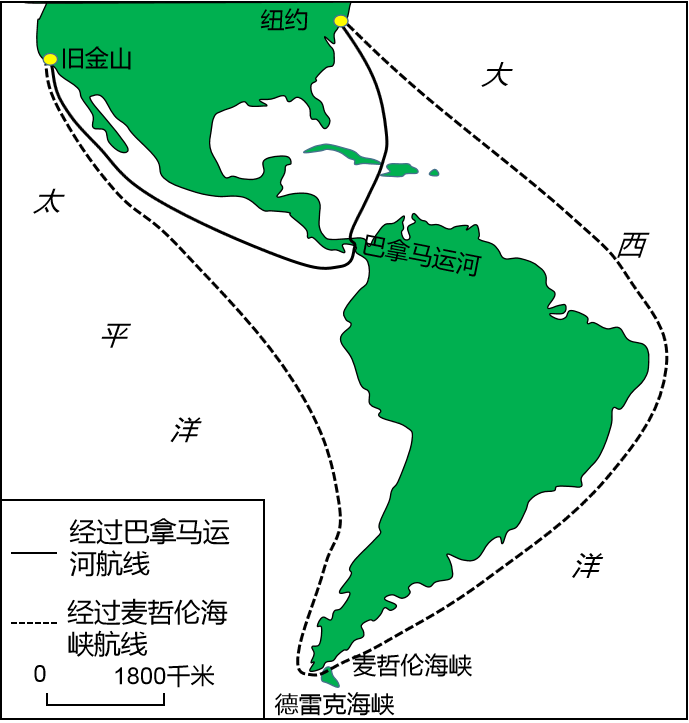 纽约
旧金山
大
太
西
巴拿马运河
平
洋
经过巴拿马运
河航线
洋
经过麦哲伦海
峡航线
麦哲伦海峡
0 1800千米
德雷克海峡